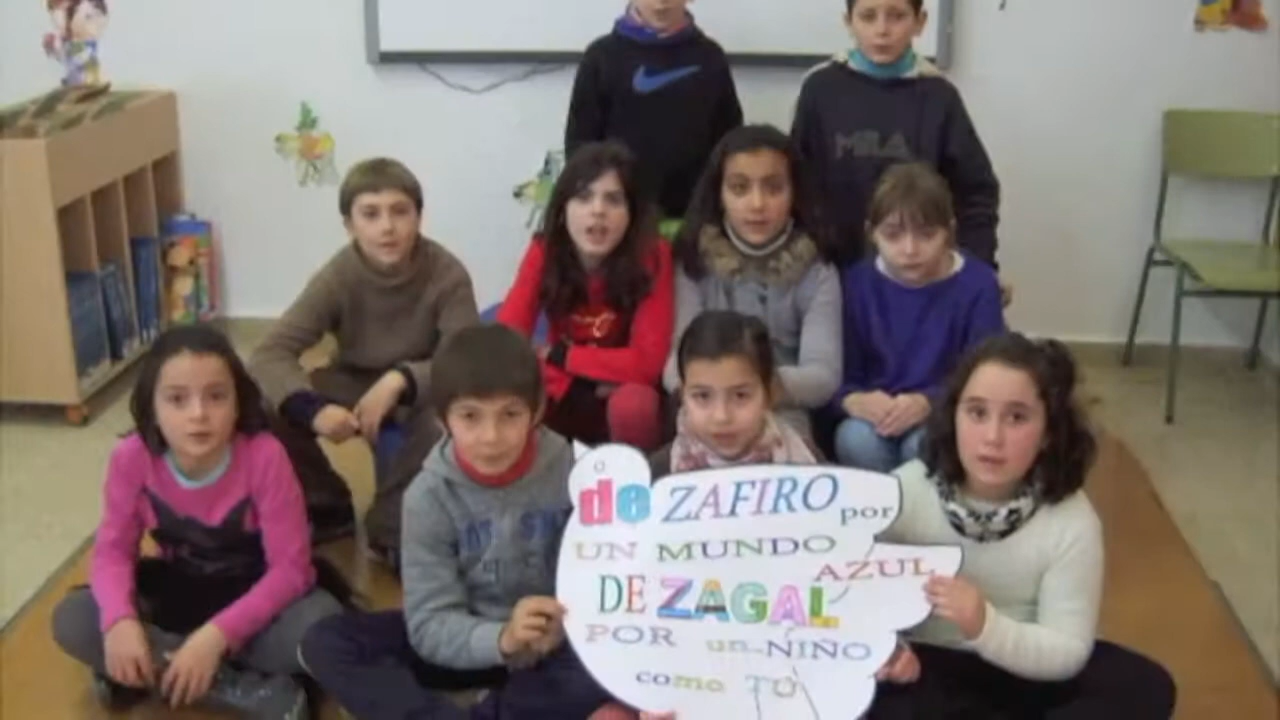 o
de ZAFIRO por
UN MUNDO
AZUL
DE ZAGAL
POR un NIÑO
como TÚ